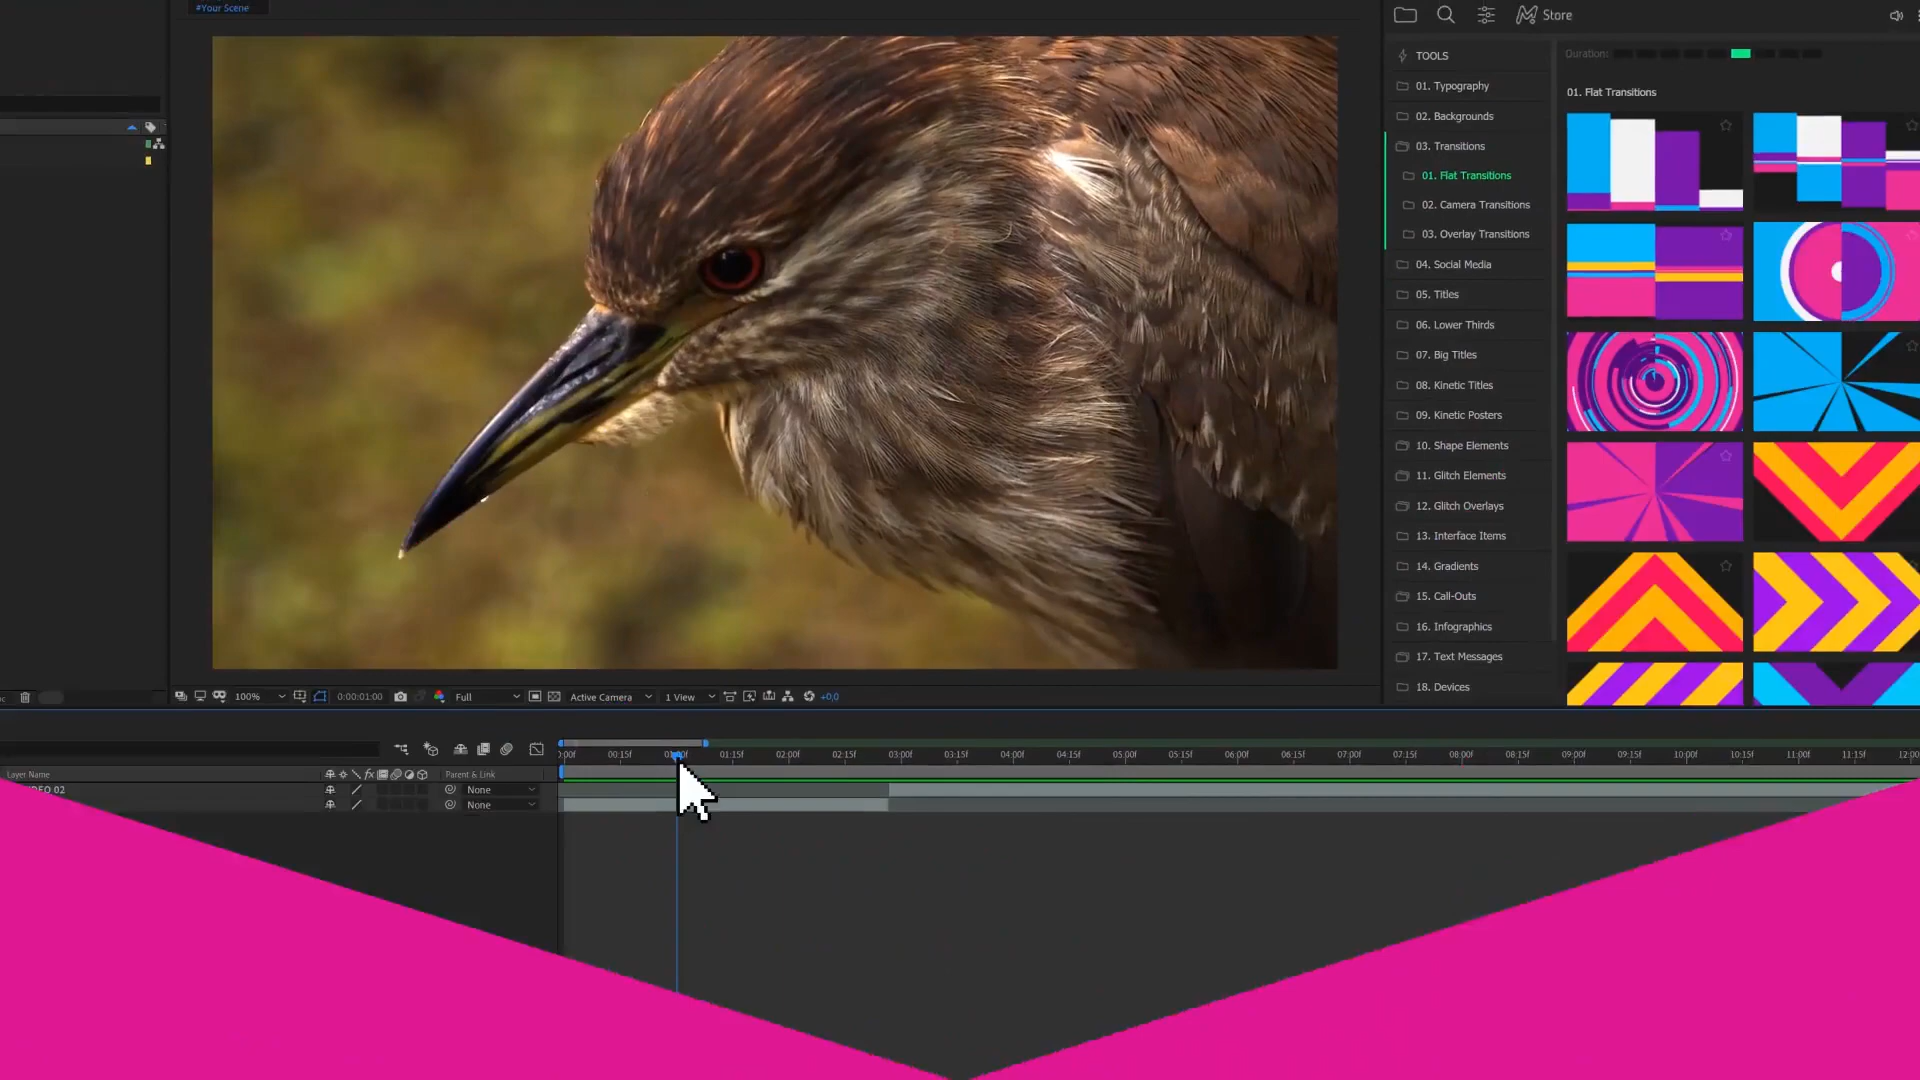 #Your Scene
Store
TOOLS
Duration:
01. Typography
01. Flat Transitions
02. Backgrounds
03. Transitions
01. Flat Transitions
02. Camera Transitions
03. Overlay Transitions
04. Social Media
05. Titles
06. Lower Thirds
07. Big Titles
08. Kinetic Titles
09. Kinetic Posters
10. Shape Elements
11. Glitch Elements
12. Glitch Overlays
13. Interface Items
14. Gradients
15. Call-Outs
16. Infographics
17. Text Messages
18. Devices
100% 0:00:01:00 Full Active Camera 1 View +0,0
00:15f 01:15f 02:00f 02:15f 03:00f 03:15f 04:00f 04:15f 05:00f 05:15f 06:00f 06:15f 07:00f 07:15f 08:00f 08:15f 09:00f 09:15f 10:00f 10:15f 11:00f 11:15f
Layer Name fx Parent & Link
02 None
None